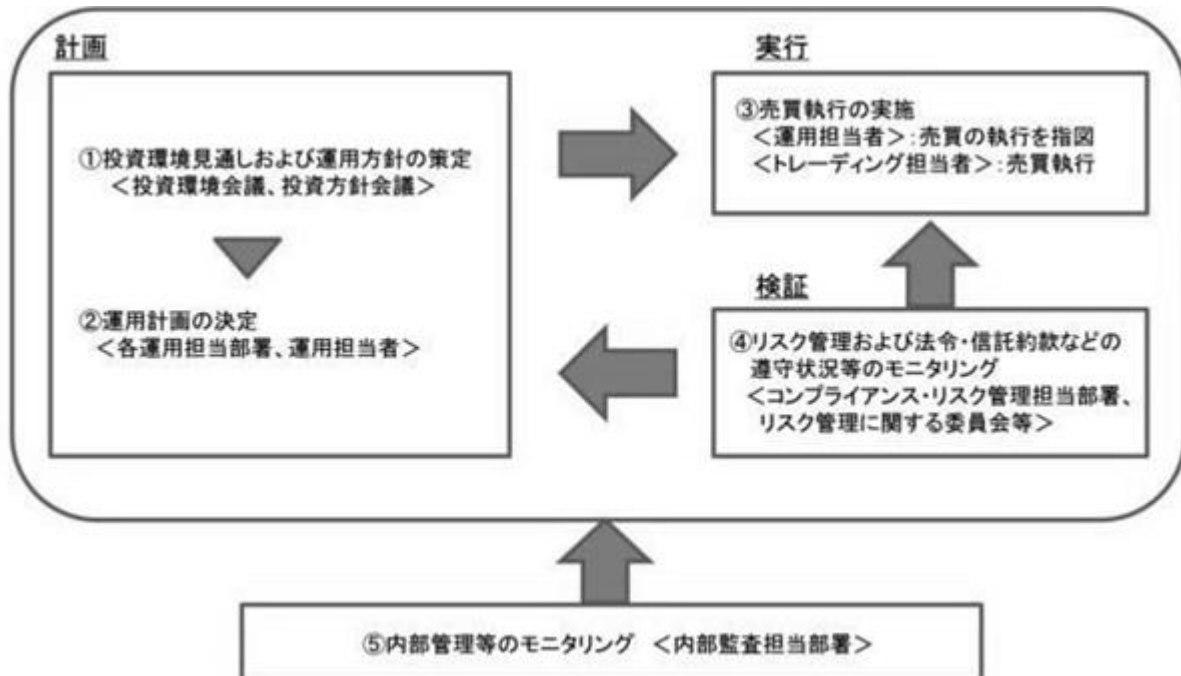 計画
①投資環境見通しおよび運用方針の策定
＜投資環境会議、投資方針会議＞
②運用計画の決定
＜各運用担当部署、運用担当者＞
実行
③売買執行の実施
＜運用担当者＞：売買の執行を指図
＜トレーディング担当者＞：売買執行
検証
④リスク管理および法令・信託約款などの
遵守状況等のモニタリング
＜コンプライアンス・リスク管理担当部署、
リスク管理に関する委員会等＞
⑤内部管理等のモニタリング　＜内部監査担当部署＞